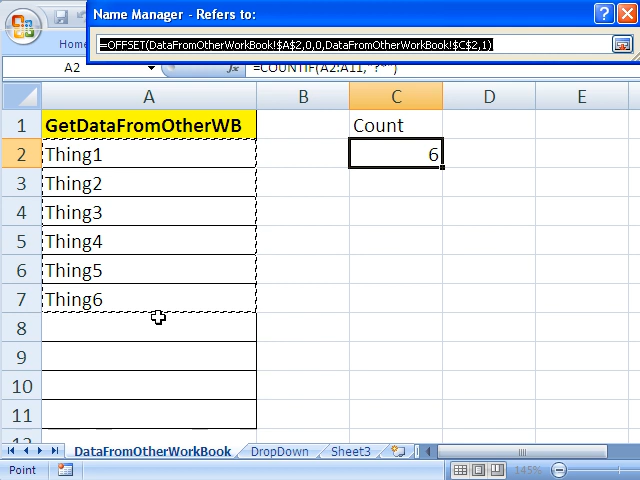 Name Manager - Refers to:
=OFFSET(DataFromOtherWorkBook!$A$2,0,0,DataFromOtherWorkBook!$C$2,1)
Home
A2
fx
=COUNTIF(A2:A11,"?*")
A B C D E
1 GetDataFromOtherWB Count
2 Thing1 6
3 Thing2
4 Thing3
5 Thing4
6 Thing5
7 Thing6
8
9
10
11
DataFromOtherWorkBook DropDown Sheet3
Point 145%